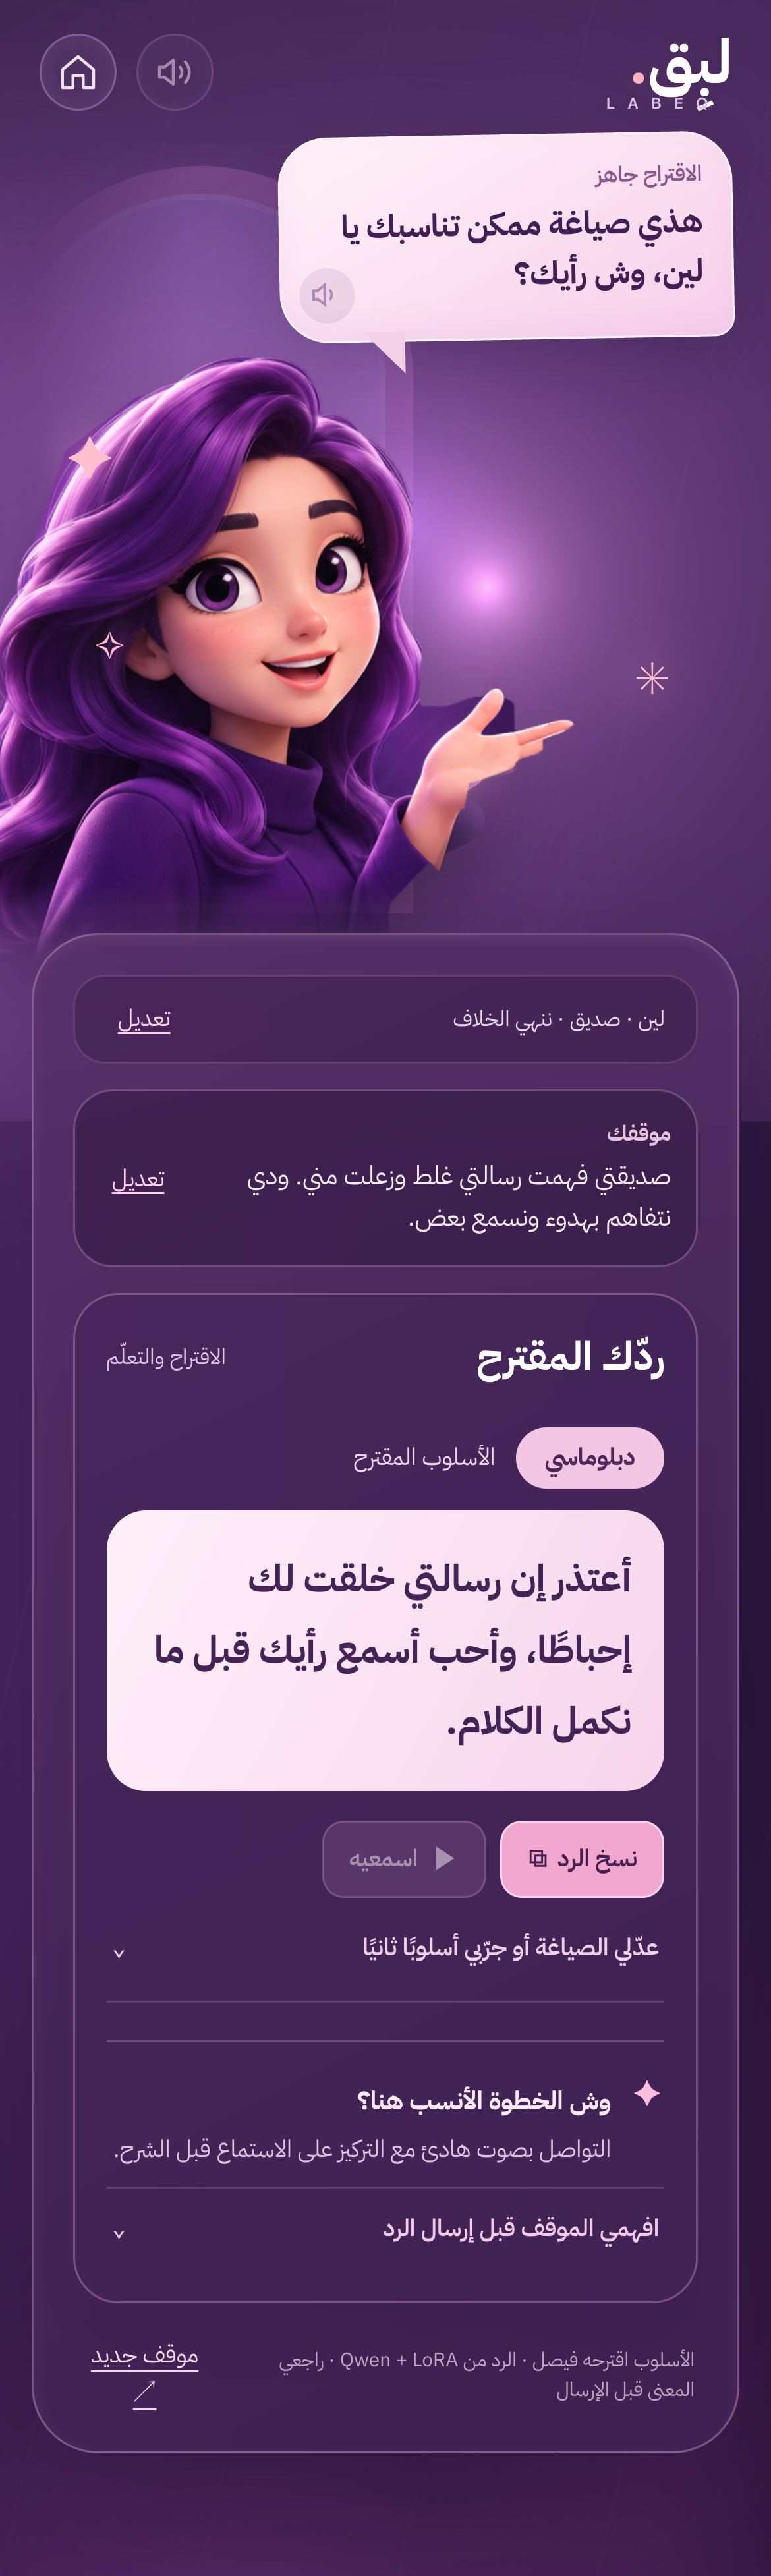 لبق.
LABEQ
الاقتراح جاهز
هذي صياغة ممكن تناسبك يا
لين، وش رأيك؟
لين · صديق · ننهي الخلاف
تعديل
موقفك
صديقتي فهمت رسالتي غلط وزعلت مني. ودي
نتفاهم بهدوء ونسمع بعض.
تعديل
ردّك المقترح
الاقتراح والتعلّم
دبلوماسي
الأسلوب المقترح
أعتذر إن رسالتي خلقت لك
إحباطًا، وأحب أسمع رأيك قبل ما
نكمل الكلام.
نسخ الرد
اسمعيه
عدّلي الصياغة أو جرّبي أسلوبًا ثانيًا
وش الخطوة الأنسب هنا؟
التواصل بصوت هادئ مع التركيز على الاستماع قبل الشرح.
افهمي الموقف قبل إرسال الرد
الأسلوب اقترحه فيصل · الرد من Qwen + LoRA · راجعي
المعنى قبل الإرسال
موقف جديد
↗